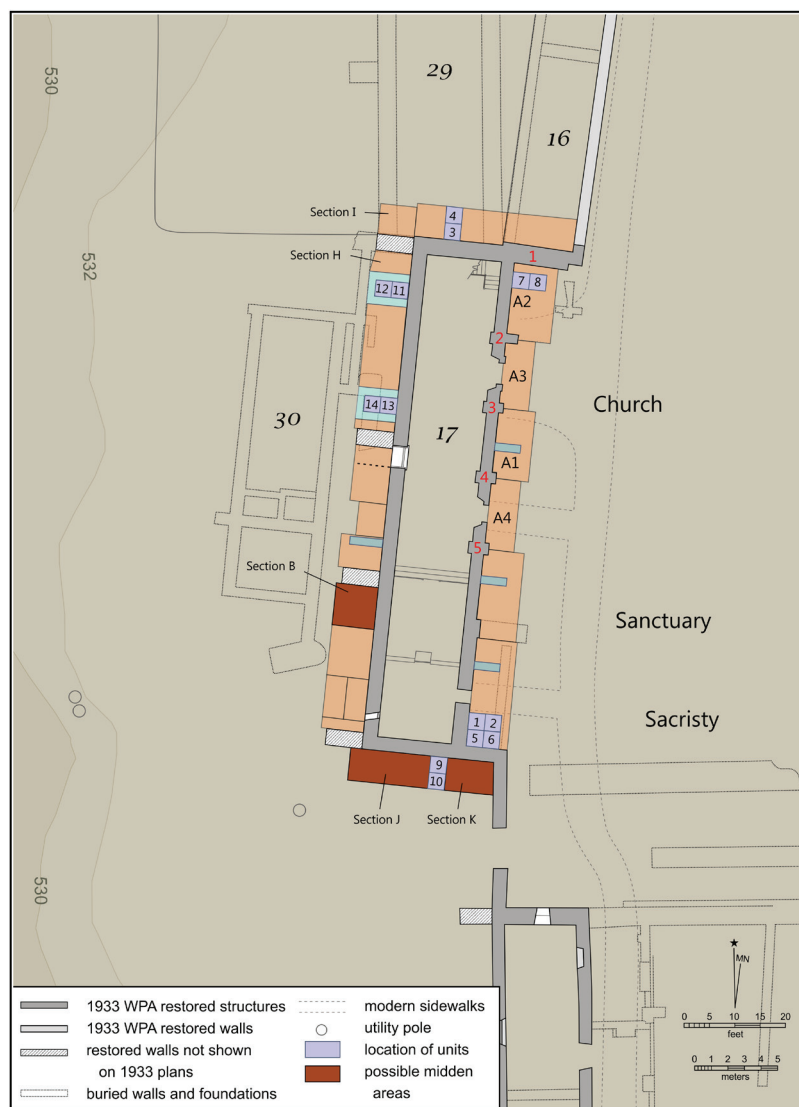 530
29
16
Section I
4
3
1
532
Section H
12 11
7 8
A2
2
A3
14 13
3
Church
30
17
A1
4
A4
5
Section B
Sanctuary
1 2
5 6
Sacristy
9
10
Section J
Section K
530
MN
0 5 10 15 20
feet
0 1 2 3 4 5
meters
1933 WPA restored structures
1933 WPA restored walls
restored walls not shown
on 1933 plans
buried walls and foundations
modern sidewalks
utility pole
location of units
possible midden
areas